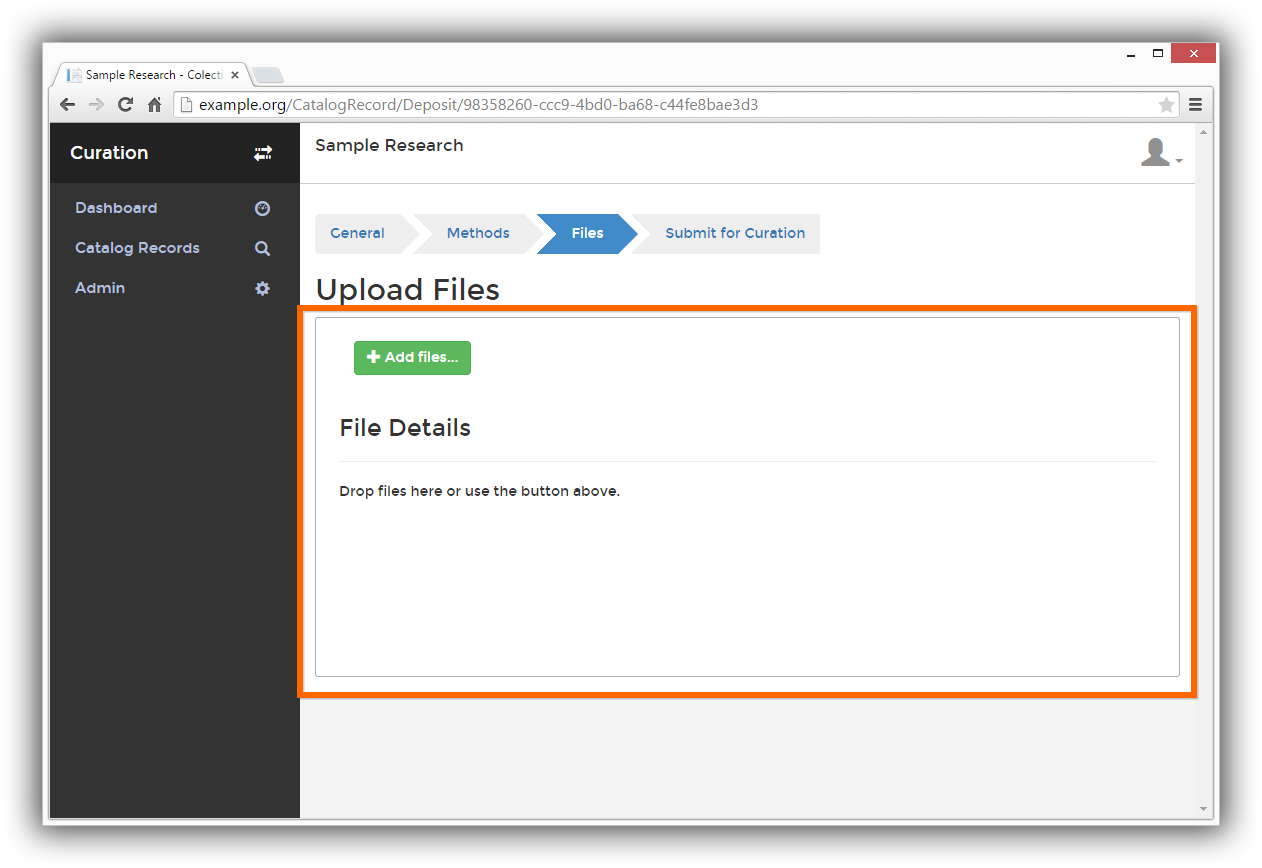 Sample Research - Colecti
example.org/CatalogRecord/Deposit/98358260-ccc9-4bd0-ba68-c44fe8bae3d3
Curation
Sample Research
Dashboard
Catalog Records
Admin
General Methods Files Submit for Curation
Upload Files
Add files...
File Details
Drop files here or use the button above.